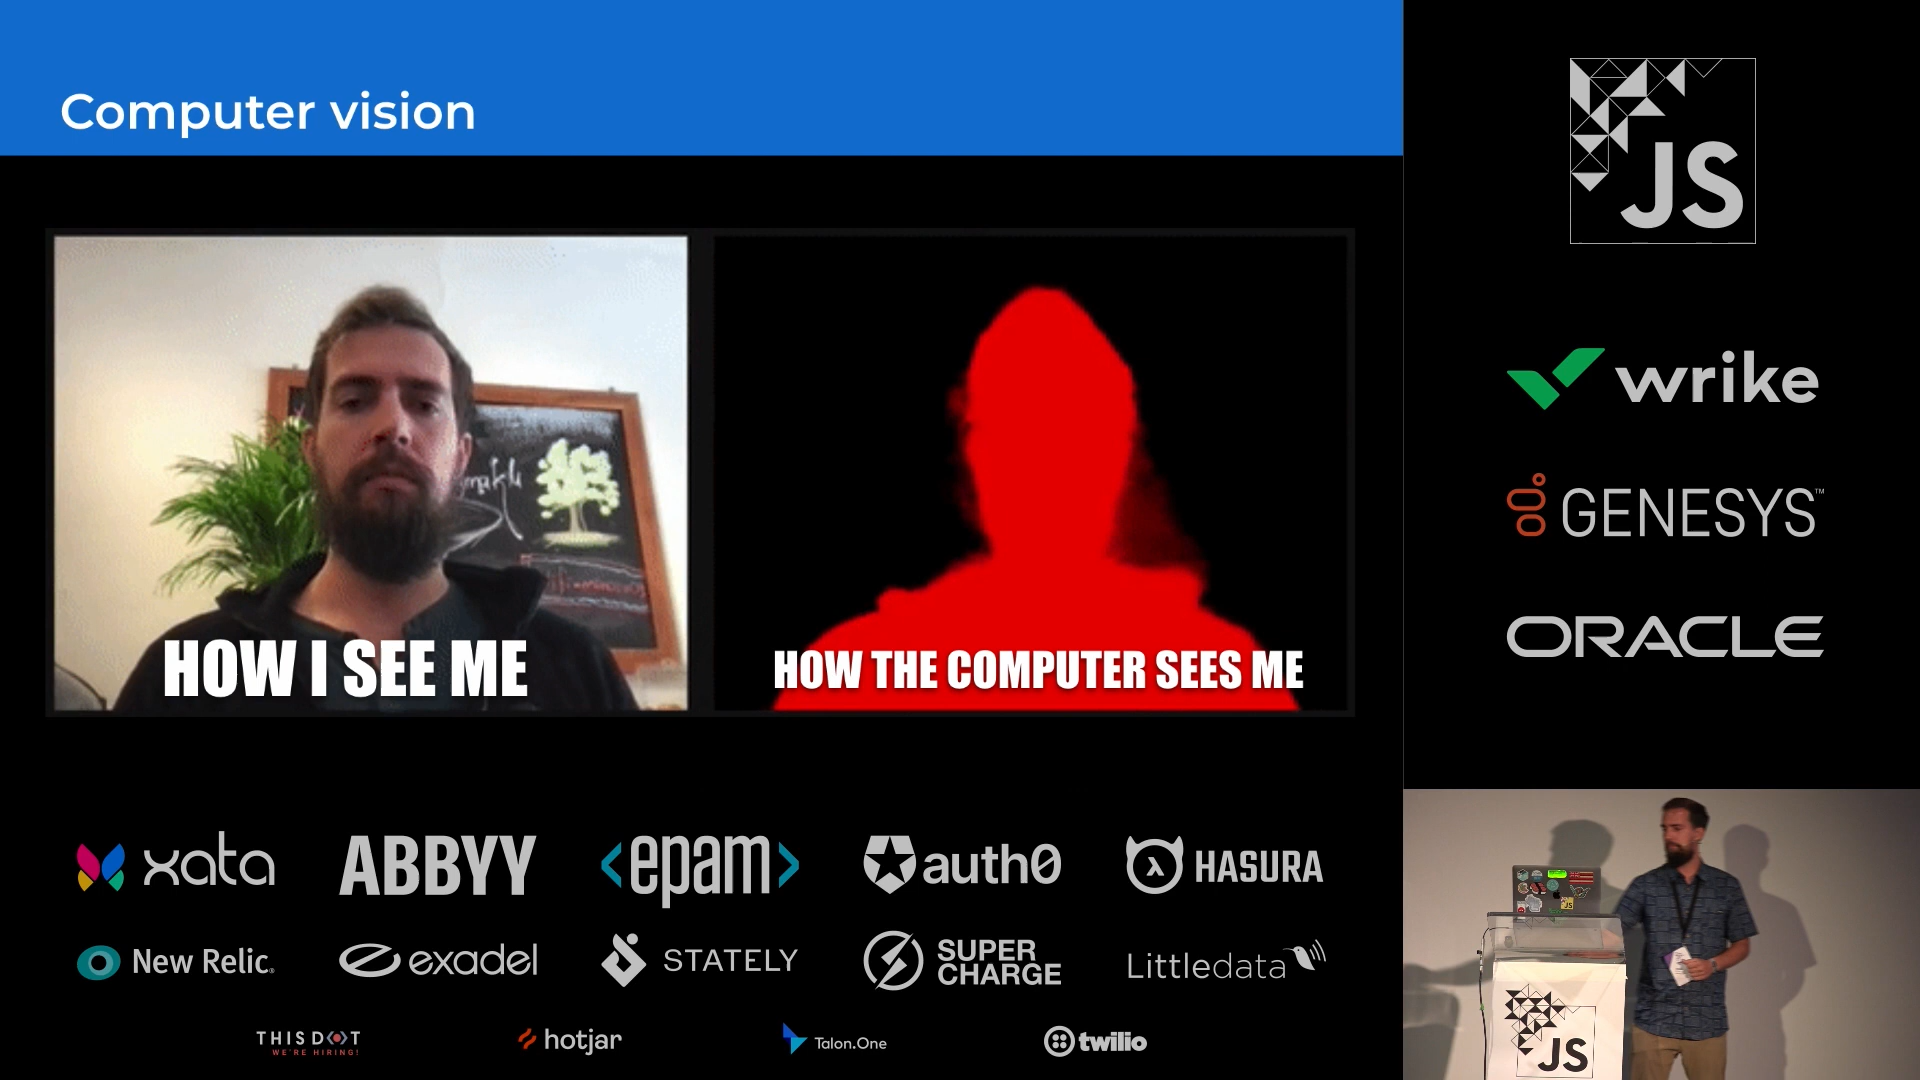 Computer vision
HOW I SEE ME
HOW THE COMPUTER SEES ME
JS
wrike
GENESYS™
ORACLE
xata
ABBYY
<epam>
auth0
HASURA
New Relic
exadel
STATELY
SUPER
CHARGE
Littledata
THIS DOT
WE'RE HIRING!
hotjar
Talon.One
twilio
JS